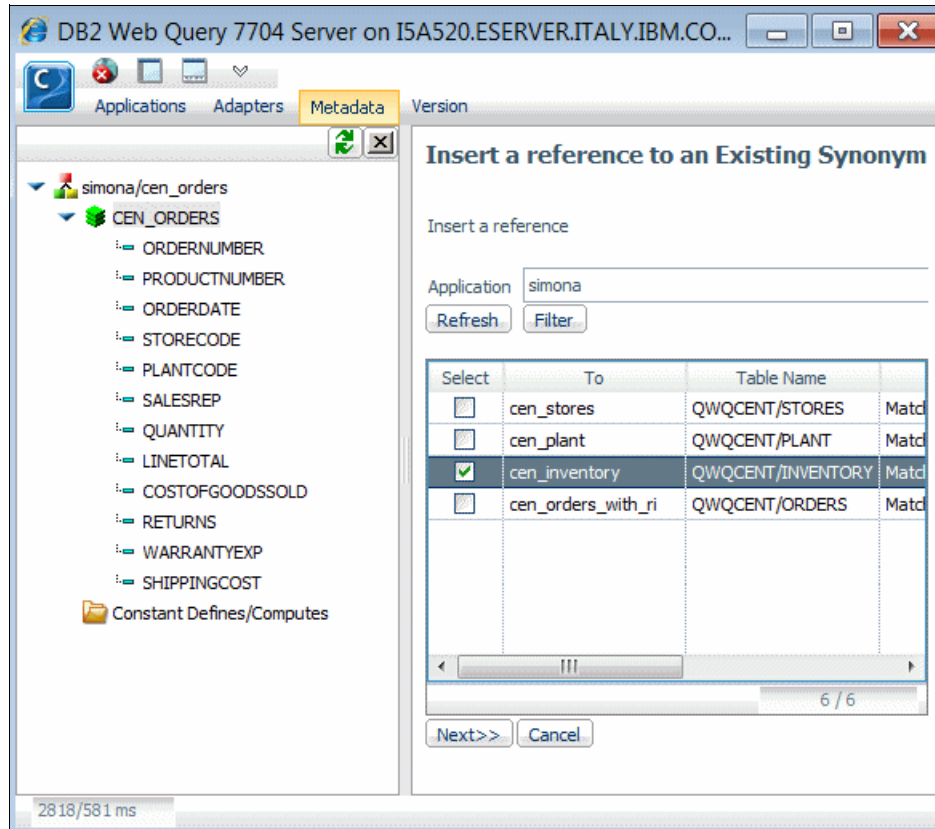 DB2 Web Query 7704 Server on I5A520.ESERVER.ITALY.IBM.CO...
Applications Adapters Metadata Version
simona/cen_orders
CEN_ORDERS
ORDERNUMBER
PRODUCTNUMBER
ORDERDATE
STORECODE
PLANTCODE
SALESREP
QUANTITY
LINETOTAL
COSTOFGOODSSOLD
RETURNS
WARRANTYEXP
SHIPPINGCOST
Constant Defines/Computes
Insert a reference to an Existing Synonym
Insert a reference
Application simona
Refresh Filter
Select To Table Name
cen_stores QWQCENT/STORES Matc
cen_plant QWQCENT/PLANT Matc
cen_inventory QWQCENT/INVENTORY Matc
cen_orders_with_ri QWQCENT/ORDERS Matc
6 / 6
Next>> Cancel
2818/581 ms